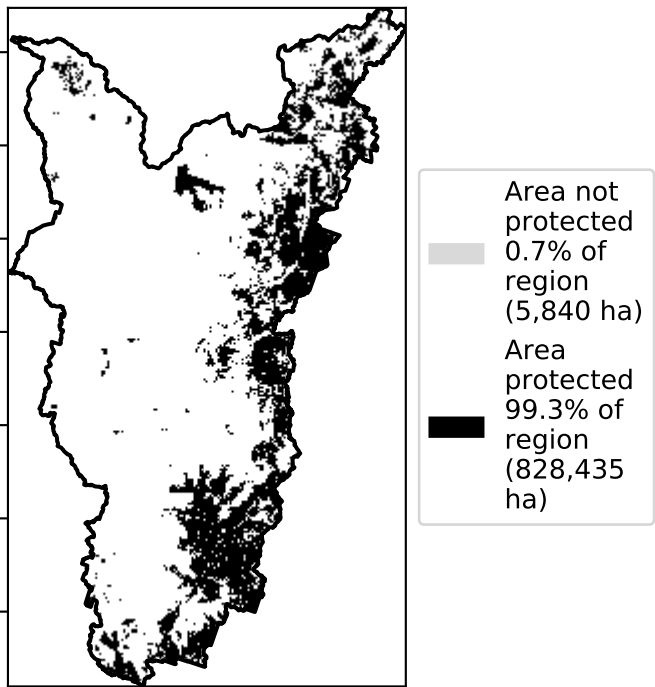 Area not
protected
0.7% of
region
(5,840 ha)
Area
protected
99.3% of
region
(828,435
ha)